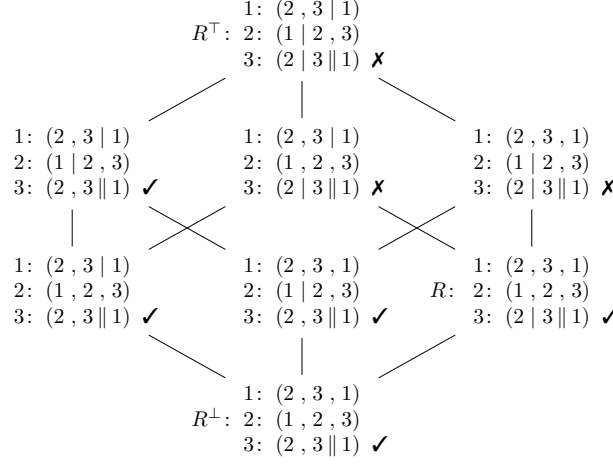 1: (2 , 3 | 1)
R⊤: 2: (1 | 2 , 3)
3: (2 | 3 ‖ 1) ✗
1: (2 , 3 | 1) 1: (2 , 3 | 1) 1: (2 , 3 , 1)
2: (1 | 2 , 3) 2: (1 , 2 , 3) 2: (1 | 2 , 3)
3: (2 , 3 ‖ 1) ✓ 3: (2 | 3 ‖ 1) ✗ 3: (2 | 3 ‖ 1) ✗
1: (2 , 3 | 1) 1: (2 , 3 , 1) 1: (2 , 3 , 1)
2: (1 , 2 , 3) 2: (1 | 2 , 3) R: 2: (1 , 2 , 3)
3: (2 , 3 ‖ 1) ✓ 3: (2 , 3 ‖ 1) ✓ 3: (2 | 3 ‖ 1) ✓
1: (2 , 3 , 1)
R⊥: 2: (1 , 2 , 3)
3: (2 , 3 ‖ 1) ✓